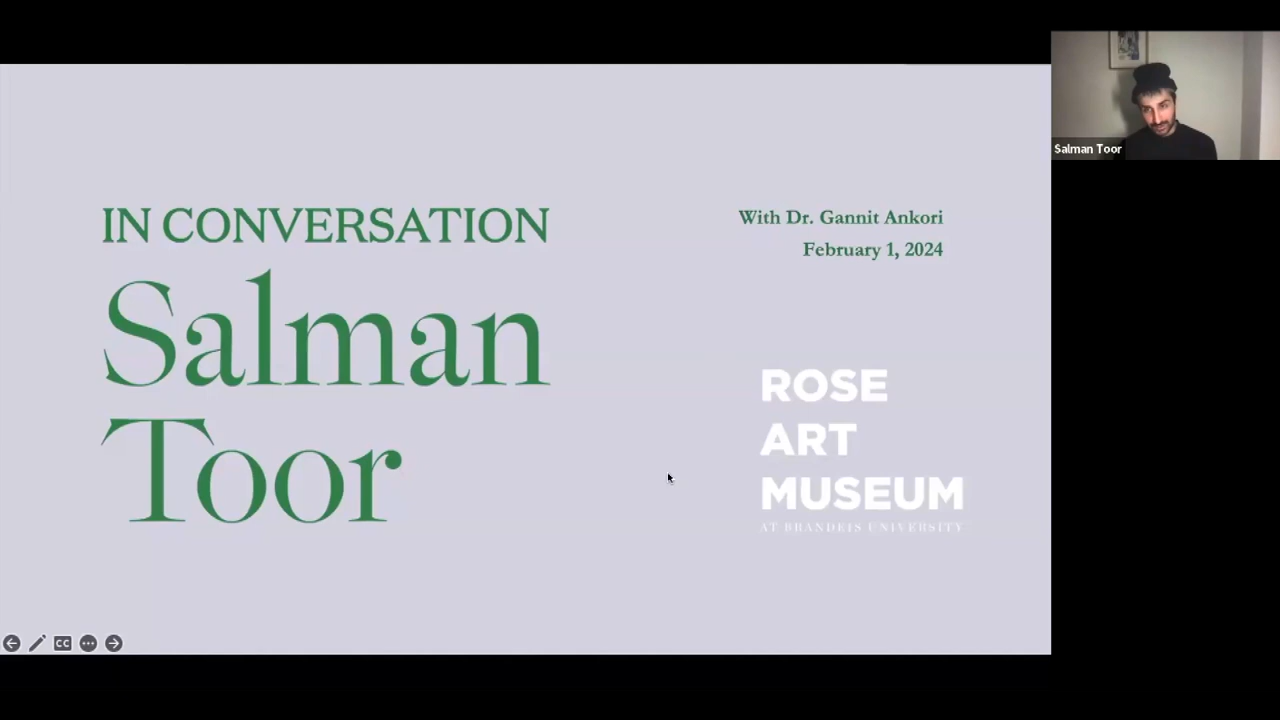 IN CONVERSATION
Salman
Toor
With Dr. Gannit Ankori
February 1, 2024
ROSE
ART
MUSEUM
AT BRANDEIS UNIVERSITY
Salman Toor
CC